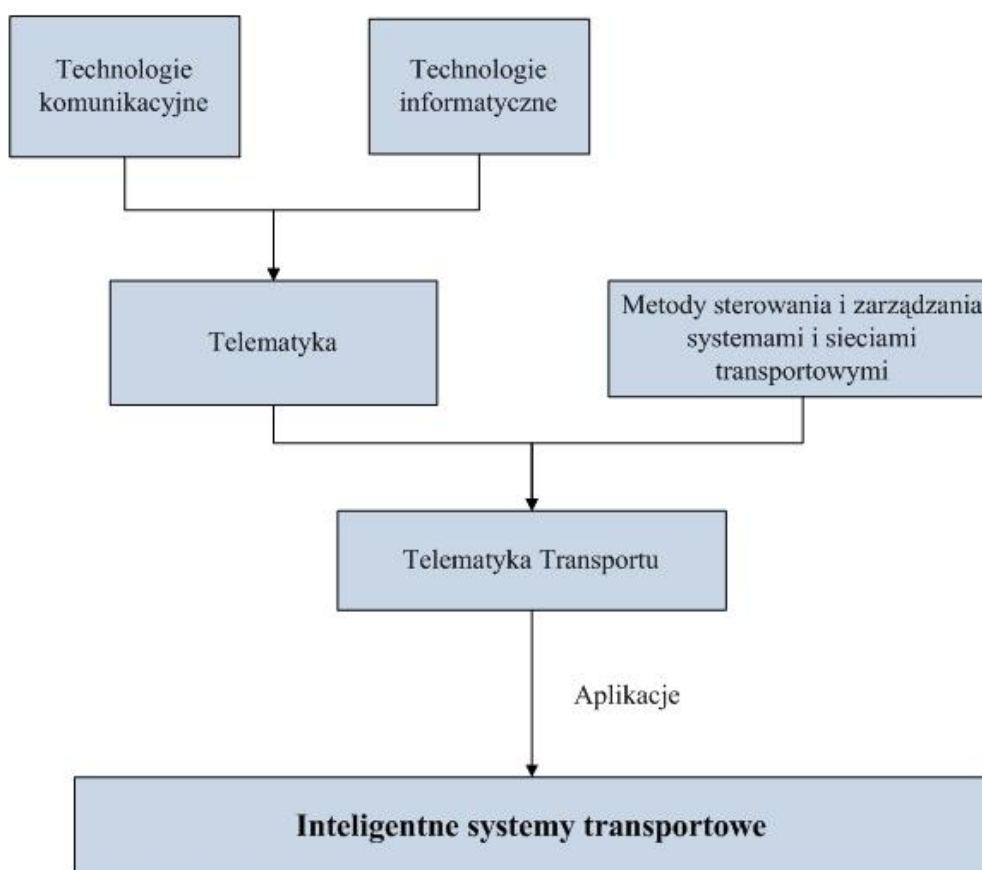 Technologie
komunikacyjne
Technologie
informatyczne
Telematyka
Metody sterowania i zarządzania
systemami i sieciami
transportowymi
Telematyka Transportu
Aplikacje
Inteligentne systemy transportowe